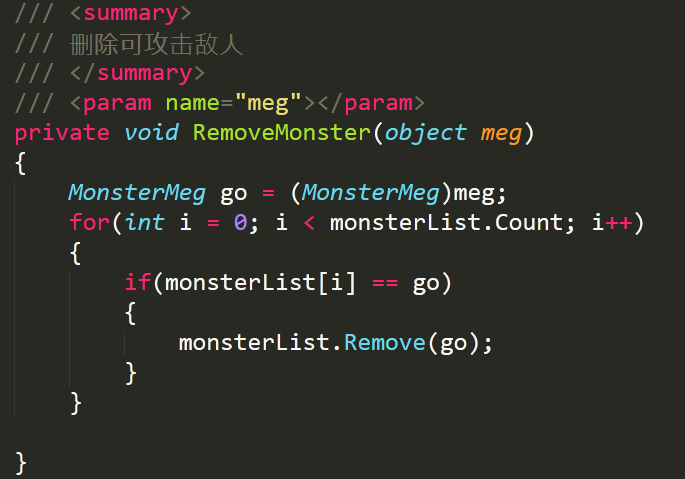 /// <summary>
/// 删除可攻击敌人
/// </summary>
/// <param name="meg"></param>
private void RemoveMonster(object meg)
{
    MonsterMeg go = (MonsterMeg)meg;
    for(int i = 0; i < monsterList.Count; i++)
    {
        if(monsterList[i] == go)
        {
            monsterList.Remove(go);
        }
    }

}